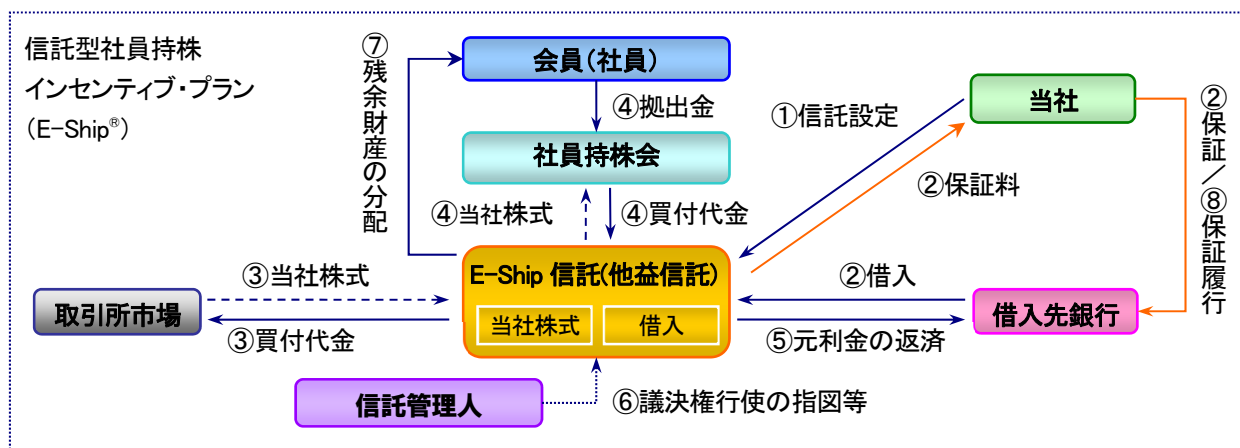 信託型社員持株
インセンティブ・プラン
(E-Ship®)
⑦残余財産の分配
会員(社員)
④拠出金
社員持株会
④当社株式
④買付代金
①信託設定
②保証料
当社
②保証/⑧保証履行
③当社株式
取引所市場
③買付代金
E-Ship 信託(他益信託)
当社株式
借入
②借入
⑤元利金の返済
借入先銀行
信託管理人
⑥議決権行使の指図等